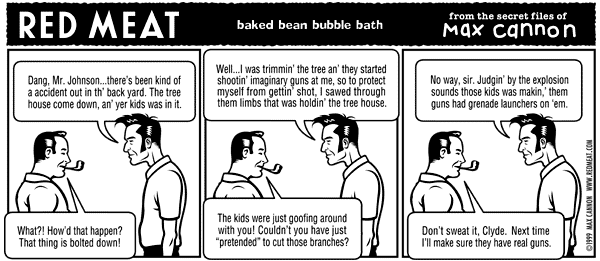 RED MEAT
baked bean bubble bath
from the secret files of
Max Cannon
Dang, Mr. Johnson...there's been kind of
a accident out in th' back yard. The tree
house come down, an' yer kids was in it.
What?! How'd that happen?
That thing is bolted down!
Well...I was trimmin' the tree an' they started
shootin' imaginary guns at me, so to protect
myself from gettin' shot, I sawed through
them limbs that was holdin' the tree house.
The kids were just goofing around
with you! Couldn't you have just
"pretended" to cut those branches?
No way, sir. Judgin' by the explosion
sounds those kids was makin,' them
guns had grenade launchers on 'em.
Don't sweat it, Clyde. Next time
I'll make sure they have real guns.
©1999 MAX CANNON WWW.REDMEAT.COM